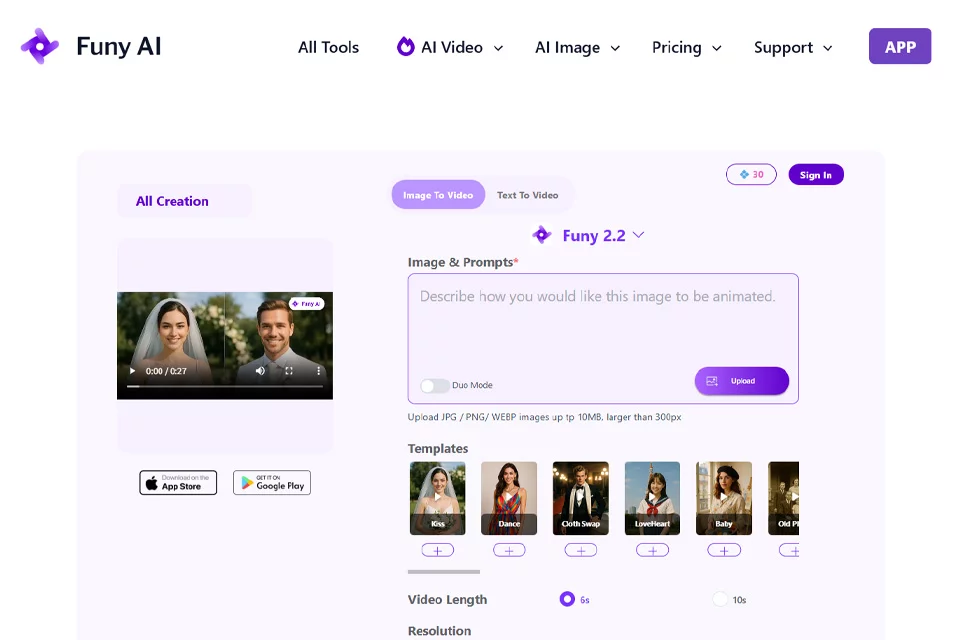 Funy AI
All Tools
AI Video
AI Image
Pricing
Support
APP
30
Sign In
All Creation
Image To Video
Text To Video
Funy 2.2
Image & Prompts*
Describe how you would like this image to be animated.
Funy AI
0:00 / 0:27
Duo Mode
Upload
Upload JPG / PNG/ WEBP images up tp 10MB, larger than 300px
Templates
Download on the
App Store
GET IT ON
Google Play
Kiss
Dance
Cloth Swap
LoveHeart
Baby
Old P
Video Length
6s
10s
Resolution